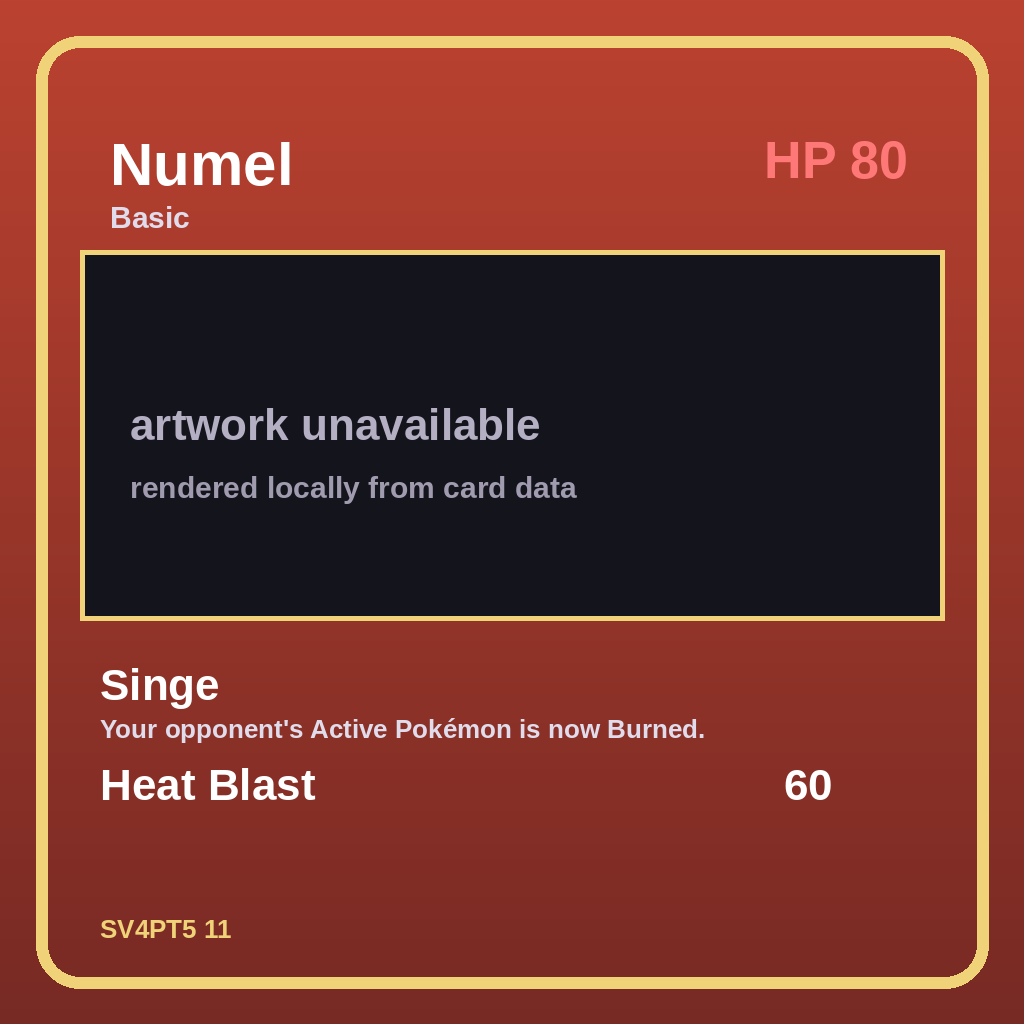 Numel
HP 80
Basic
artwork unavailable
rendered locally from card data
Singe
Your opponent's Active Pokémon is now Burned.
Heat Blast
60
SV4PT5 11